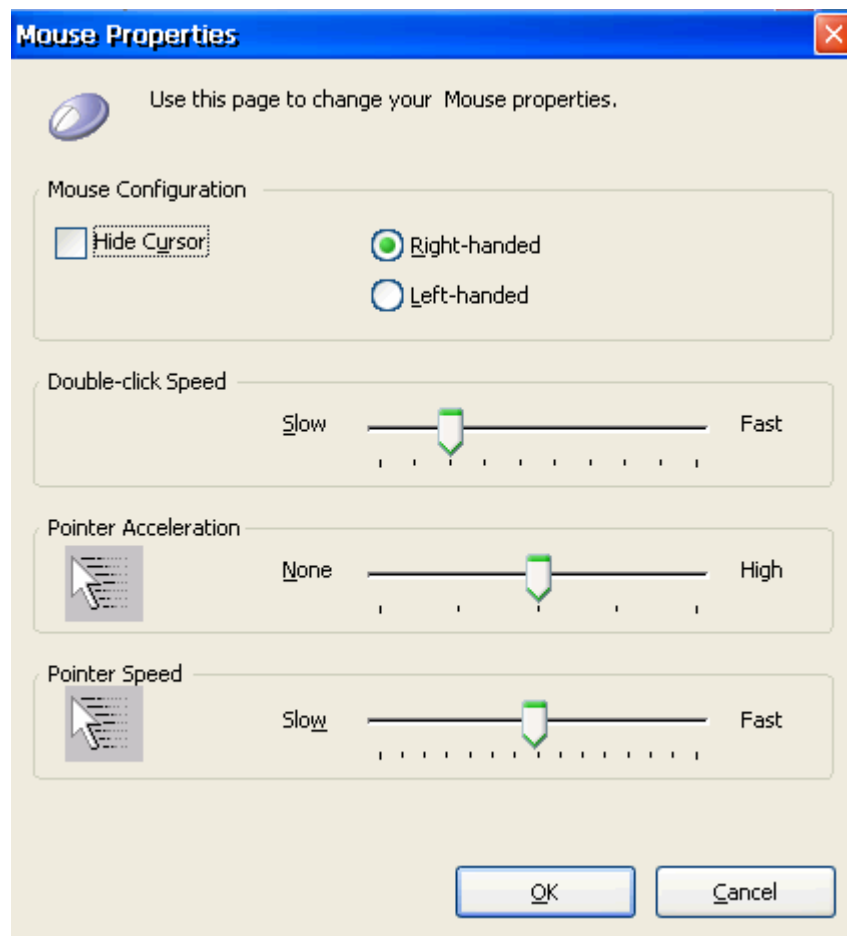 Mouse Properties
Use this page to change your  Mouse properties.
Mouse Configuration
Hide Cursor
Right-handed
Left-handed
Double-click Speed
Slow
Fast
Pointer Acceleration
None
High
Pointer Speed
Slow
Fast
OK
Cancel